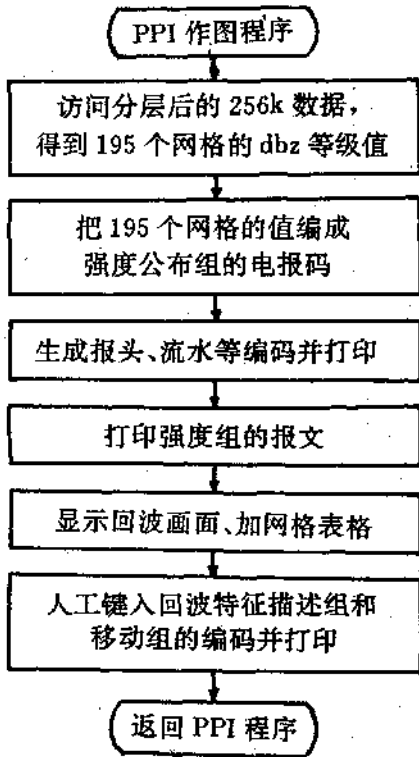 PPI 作图程序
访问分层后的 256k 数据，
得到 195 个网格的 dbz 等级值
把 195 个网格的值编成
强度公布组的电报码
生成报头、流水等编码并打印
打印强度组的报文
显示回波画面、加网格表格
人工键入回波特征描述组和
移动组的编码并打印
返回 PPI 程序